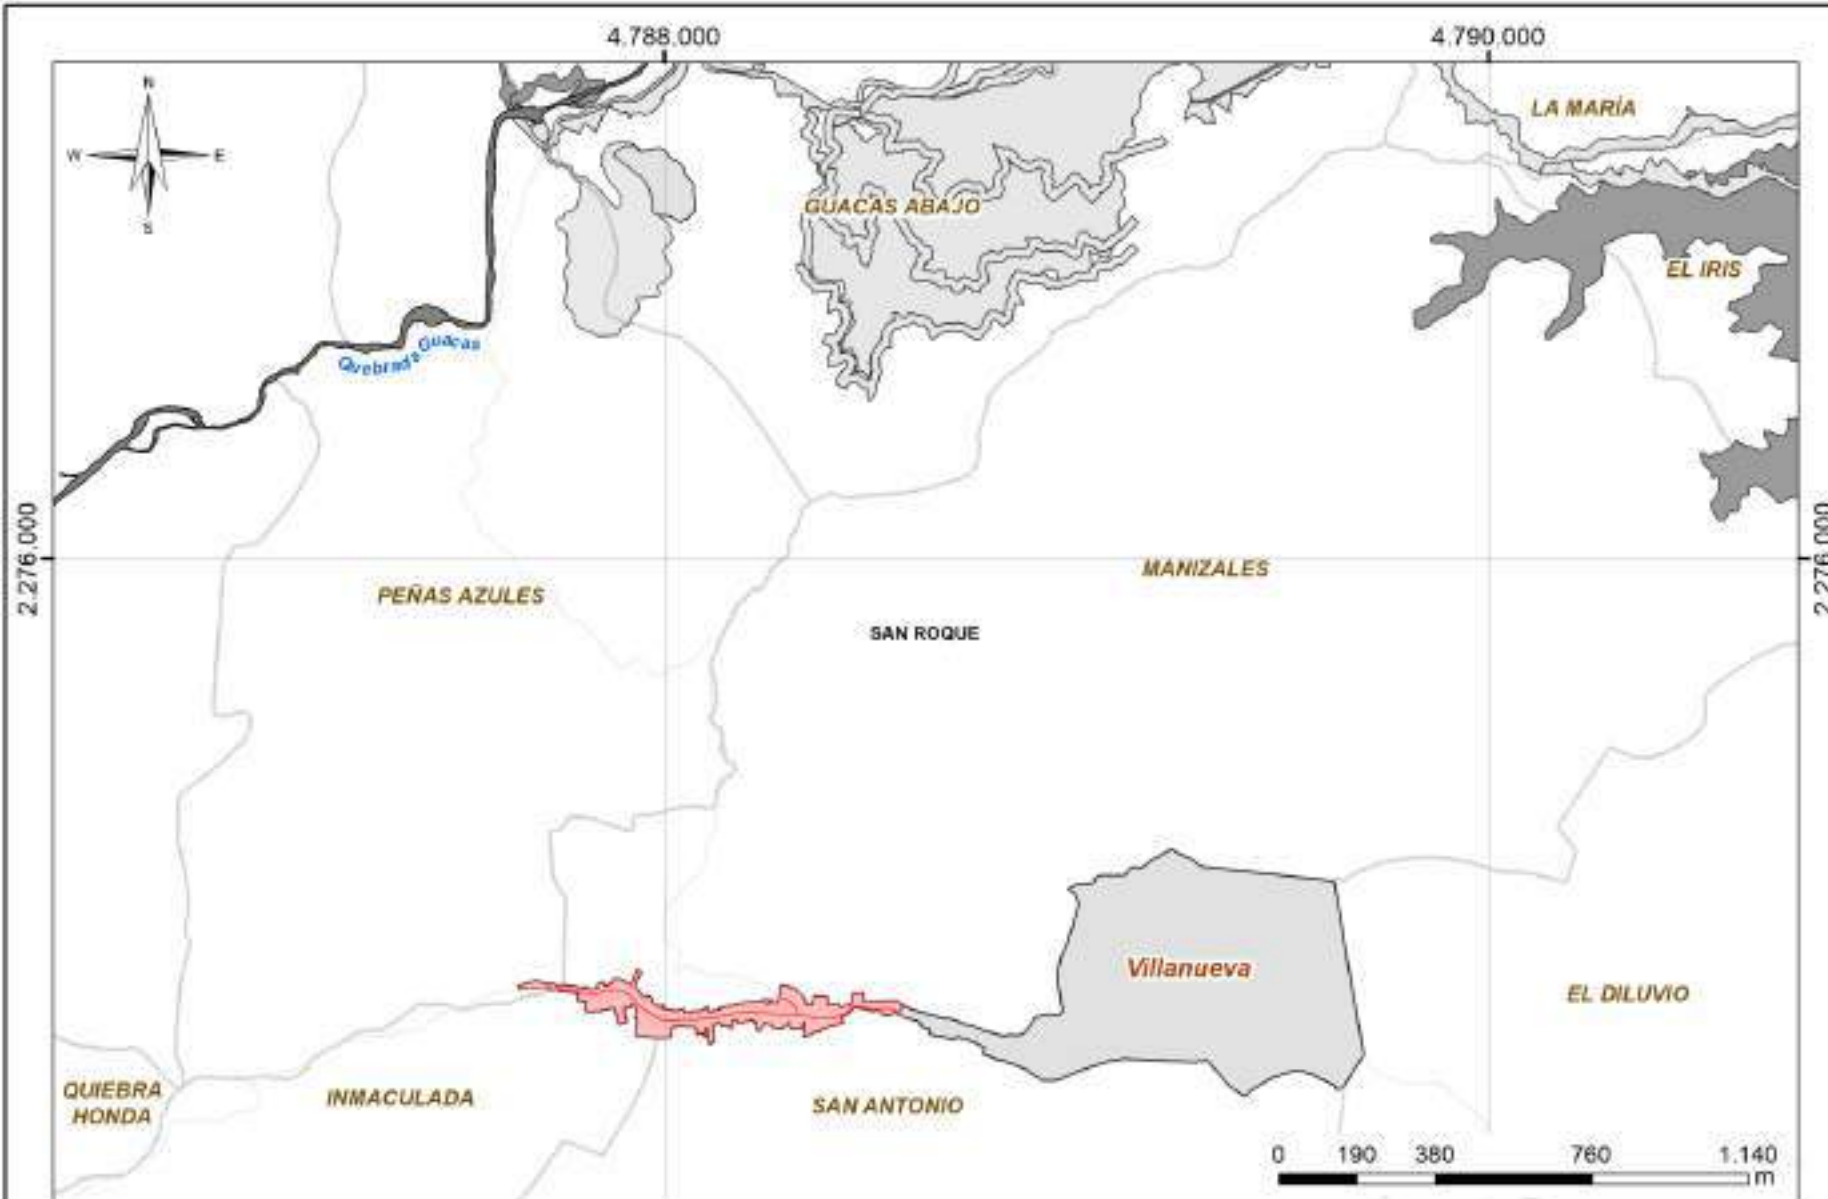 4.788.000
4.790.000
N
W
E
S
LA MARÍA
GUACAS ABAJO
EL IRIS
Quebrada Guacas
2.276.000
2.276.000
MANIZALES
PEÑAS AZULES
SAN ROQUE
Villanueva
EL DILUVIO
QUIEBRA
HONDA
INMACULADA
SAN ANTONIO
0 190 380 760 1.140
m